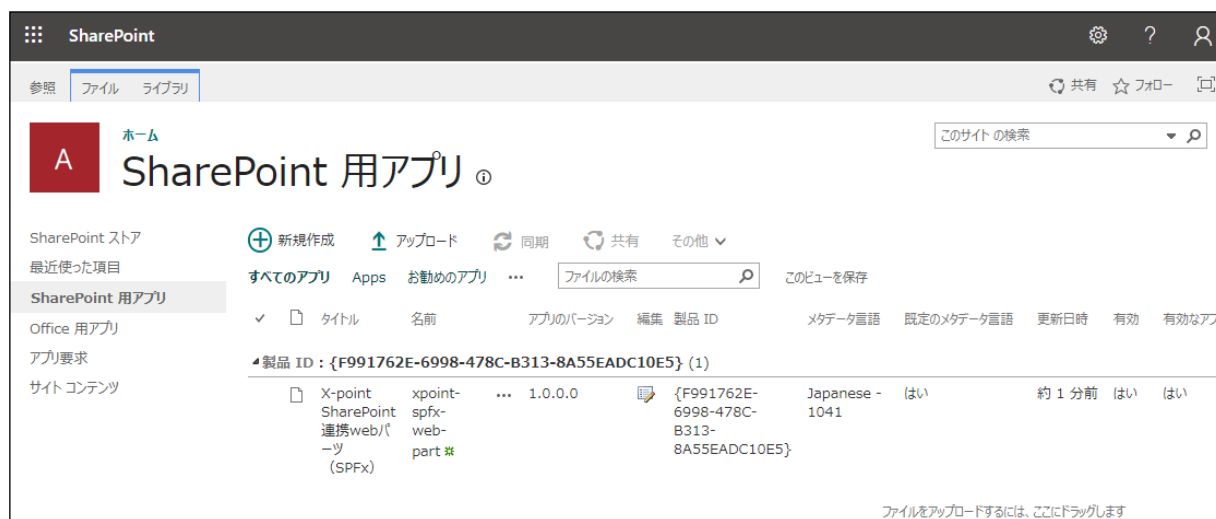 SharePoint
?
参照 ファイル ライブラリ 共有 フォロー
ホーム
A
SharePoint 用アプリ
このサイト の検索
SharePoint ストア
最近使った項目
SharePoint 用アプリ
Office 用アプリ
アプリ要求
サイト コンテンツ
新規作成 アップロード 同期 共有 その他
すべてのアプリ Apps お勧めのアプリ ••• ファイルの検索 このビューを保存
タイトル 名前 アプリのバージョン 編集 製品 ID メタデータ言語 既定のメタデータ言語 更新日時 有効 有効なアプ
製品 ID : {F991762E-6998-478C-B313-8A55EADC10E5} (1)
X-point xpoint- ••• 1.0.0.0 {F991762E- Japanese - はい 約 1 分前 はい はい
SharePoint spfx- 6998-478C- 1041
連携webパ web- B313-
ーツ part 8A55EADC10E5}
（SPFx）
ファイルをアップロードするには、ここにドラッグします